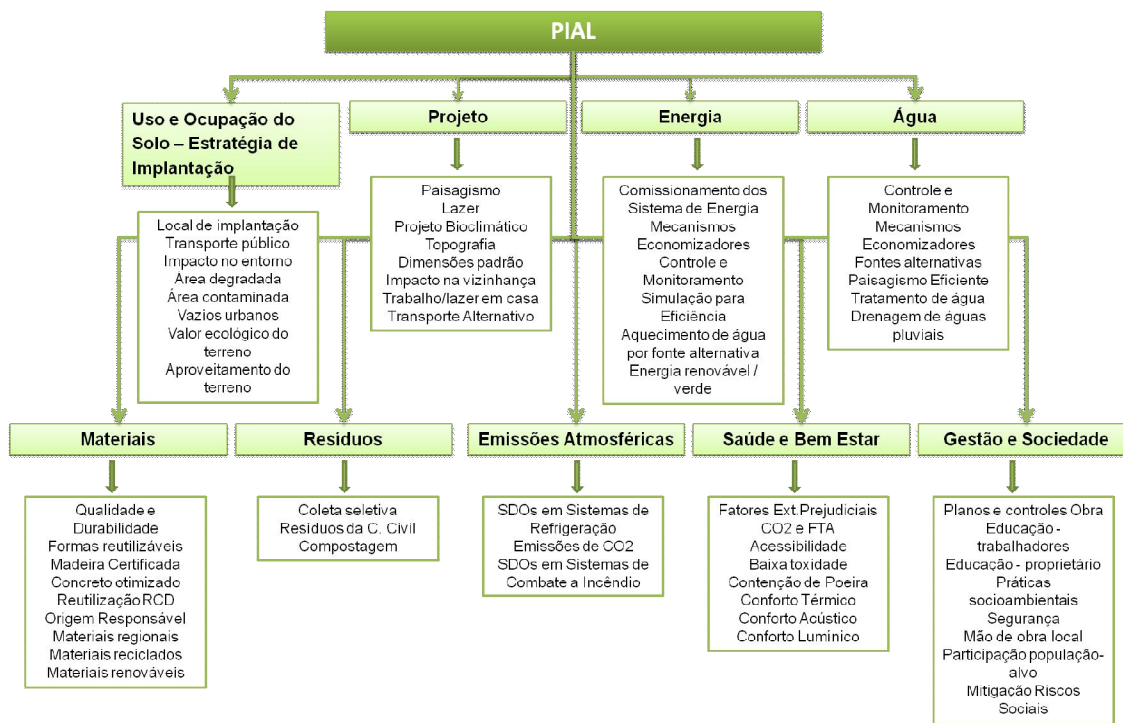 PIAL
Uso e Ocupação do
Solo – Estratégia de
Implantação
Local de implantação
Transporte público
Impacto no entorno
Área degradada
Área contaminada
Vazios urbanos
Valor ecológico do
terreno
Aproveitamento do
terreno
Projeto
Paisagismo
Lazer
Projeto Bioclimático
Topografia
Dimensões padrão
Impacto na vizinhança
Trabalho/lazer em casa
Transporte Alternativo
Energia
Comissionamento dos
Sistema de Energia
Mecanismos
Economizadores
Controle e
Monitoramento
Simulação para
Eficiência
Aquecimento de água
por fonte alternativa
Energia renovável /
verde
Água
Controle e
Monitoramento
Mecanismos
Economizadores
Fontes alternativas
Paisagismo Eficiente
Tratamento de água
Drenagem de águas
pluviais
Materiais
Qualidade e
Durabilidade
Formas reutilizáveis
Madeira Certificada
Concreto otimizado
Reutilização RCD
Origem Responsável
Materiais regionais
Materiais reciclados
Materiais renováveis
Resíduos
Coleta seletiva
Resíduos da C. Civil
Compostagem
Emissões Atmosféricas
SDOs em Sistemas de
Refrigeração
Emissões de CO2
SDOs em Sistemas de
Combate a Incêndio
Saúde e Bem Estar
Fatores Ext.Prejudiciais
CO2 e FTA
Acessibilidade
Baixa toxidade
Contenção de Poeira
Conforto Térmico
Conforto Acústico
Conforto Luminico
Gestão e Sociedade
Planos e controles Obra
Educação -
trabalhadores
Educação - proprietário
Práticas
socioambientais
Segurança
Mão de obra local
Participação população-
alvo
Mitigação Riscos
Sociais